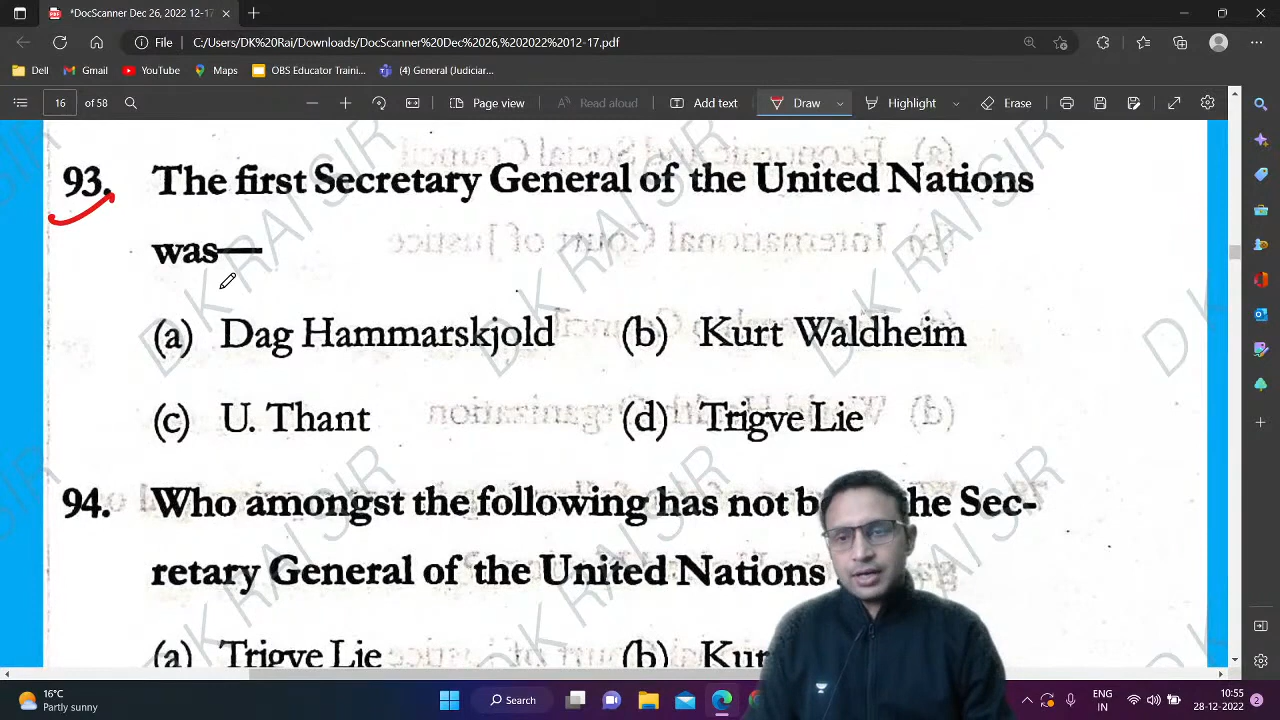 *DocScanner Dec 26, 2022 12-17
File C:/Users/DK%20Rai/Downloads/DocScanner%20Dec%2026,%202022%2012-17.pdf
Dell Gmail YouTube Maps OBS Educator Traini... (4) General (Judiciar...
16 of 58 Page view Read aloud Add text Draw Highlight Erase
93. The first Secretary General of the United Nations
was—
(a) Dag Hammarskjold (b) Kurt Waldheim
(c) U. Thant (d) Trigve Lie
94. Who amongst the following has not b he Sec-
retary General of the United Nations
(a) Trigve Lie (b) Kur
DK RAI SIR
16°C
Partly sunny
Search
ENG
IN
10:55
28-12-2022